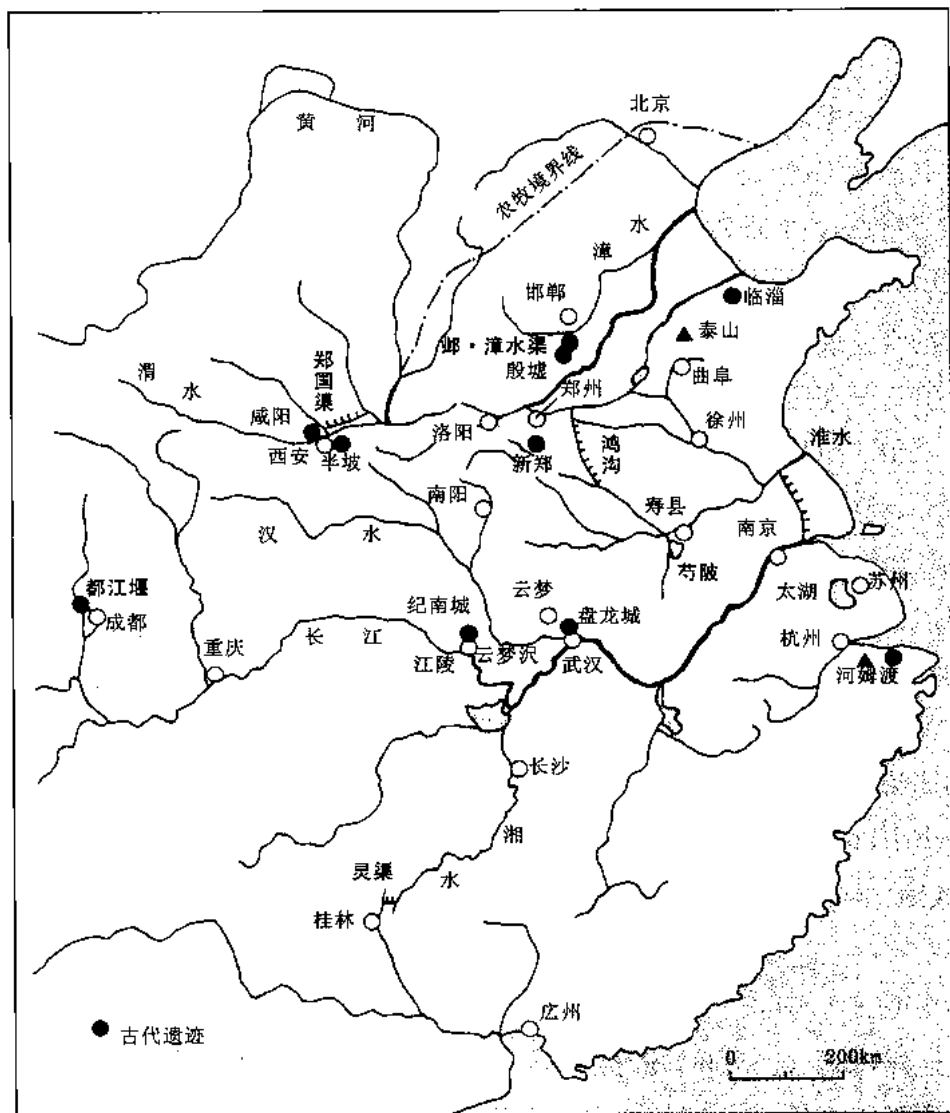 北京
黄 河
农牧境界线
漳水
邯郸
临淄
泰山
邺·漳水渠
殷墟
曲阜
郑州
郑国渠
渭水
咸阳
西安
半坡
洛阳
新郑
鸿沟
徐州
淮水
南阳
寿县
南京
汉 水
芍陂
太湖
苏州
都江堰
成都
云梦
纪南城
盘龙城
杭州
重庆
长 江
江陵
云梦沢
武汉
河姆渡
长沙
湘水
灵渠
桂林
広州
古代遗迹
0 200km